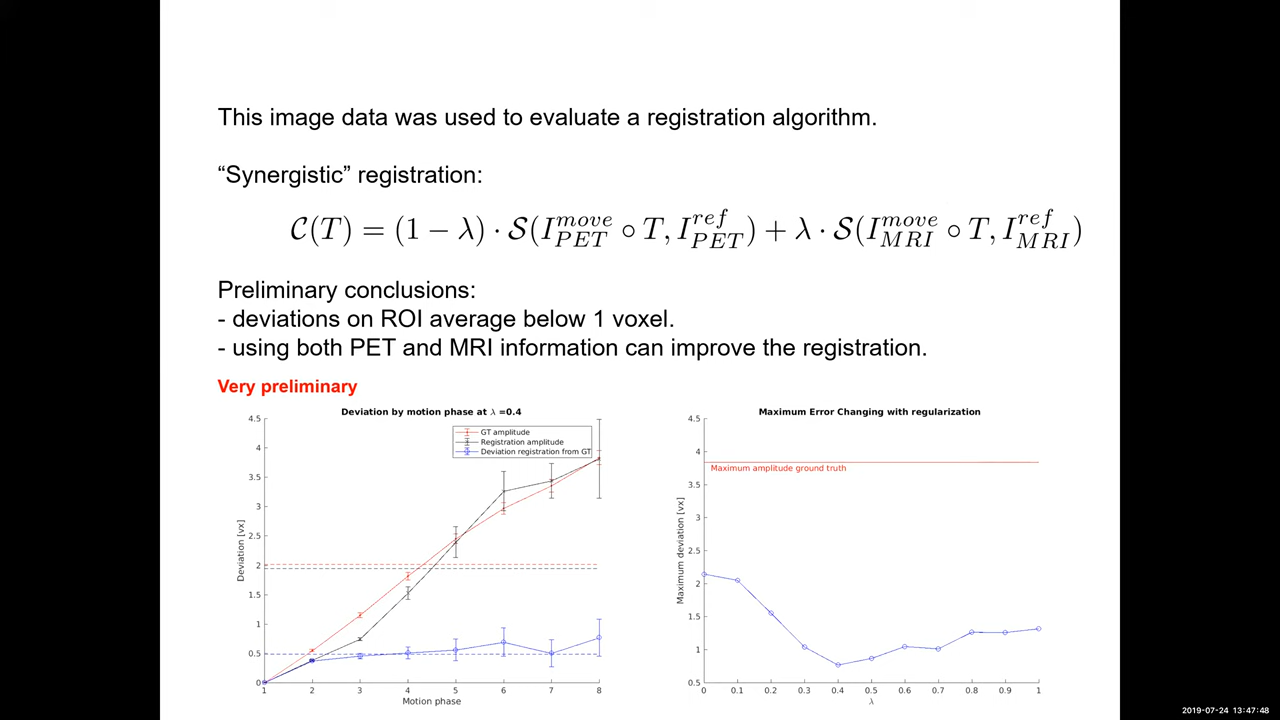 This image data was used to evaluate a registration algorithm.
“Synergistic” registration:
C(T) = (1 − λ) · S(I_{PET}^{move} ∘ T, I_{PET}^{ref}) + λ · S(I_{MRI}^{move} ∘ T, I_{MRI}^{ref})
Preliminary conclusions:
- deviations on ROI average below 1 voxel.
- using both PET and MRI information can improve the registration.
Very preliminary
Deviation by motion phase at λ =0.4
GT amplitude
Registration amplitude
Deviation registration from GT
Deviation [vx]
4.5
4
3.5
3
2.5
2
1.5
1
0.5
0
1 2 3 4 5 6 7 8
Motion phase
Maximum Error Changing with regularization
Maximum amplitude ground truth
Maximum deviation [vx]
4.5
4
3.5
3
2.5
2
1.5
1
0.5
0 0.1 0.2 0.3 0.4 0.5 0.6 0.7 0.8 0.9 1
λ
2019-07-24 13:47:48